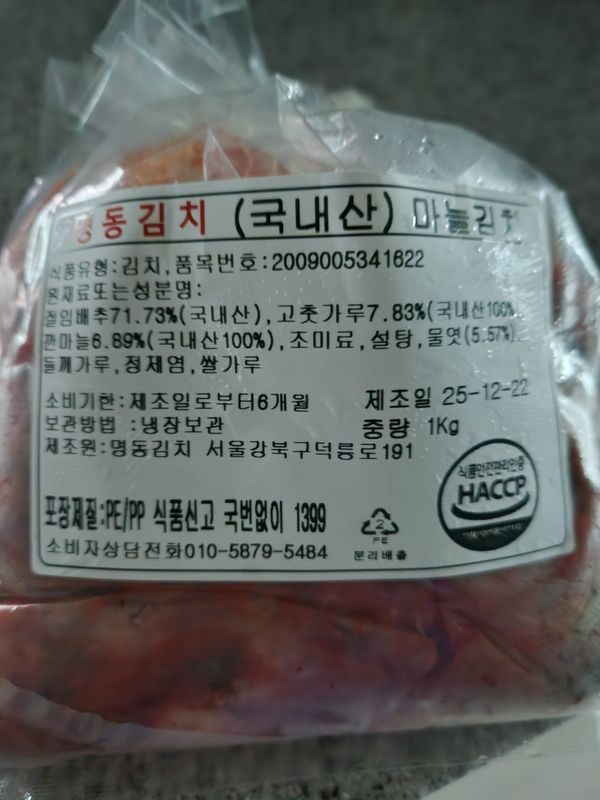 명동김치 (국내산) 마늘김치
식품유형:김치,품목번호:2009005341622
원재료또는성분명:
절임배추71.73%(국내산),고춧가루7.83%(국내산100%
깐마늘6.89%(국내산100%),조미료,설탕,물엿(5.57%),
들깨가루,정제염,쌀가루
소비기한:제조일로부터6개월 제조일 25-12-22
보관방법 :냉장보관 중량 1Kg
제조원:명동김치 서울강북구덕릉로191
식품안전관리인증
HACCP
포장재질:PE/PP 식품신고 국번없이 1399
소비자상담전화010-5879-5484
2
PE
분리배출